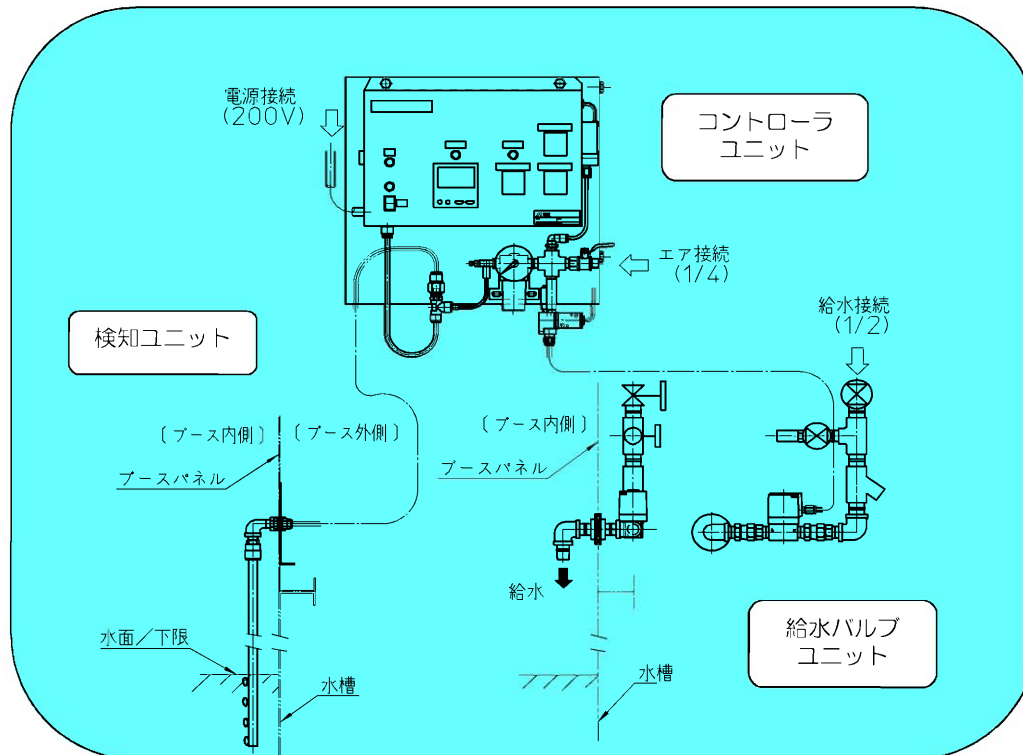 電源接続
(200V)
コントローラ
ユニット
エア接続
(1/4)
給水接続
(1/2)
検知ユニット
〔ブース内側〕
〔ブース外側〕
ブースパネル
〔ブース内側〕
ブースパネル
給水
水面／下限
水槽
水槽
給水バルブ
ユニット